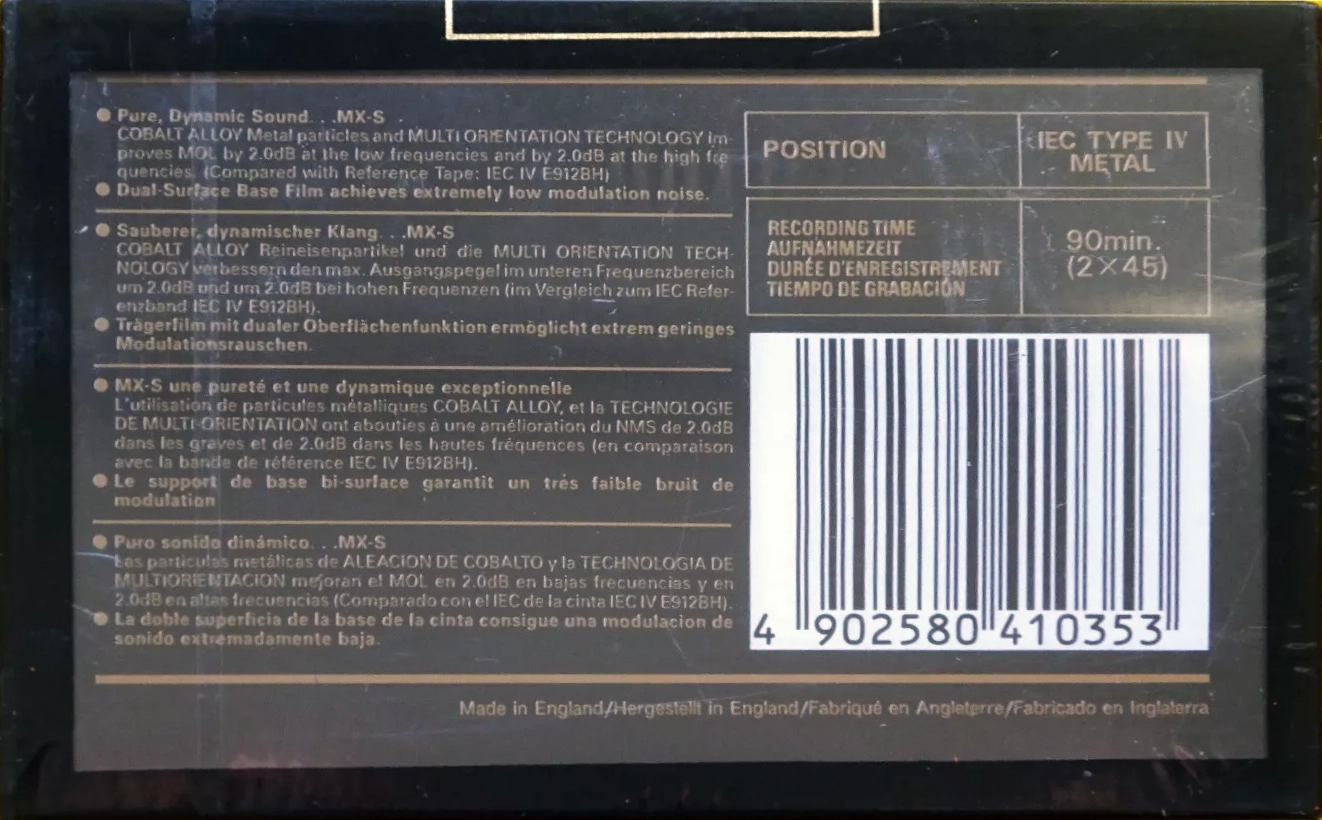 ● Pure, Dynamic Sound. . .MX-S
COBALT ALLOY Metal particles and MULTI ORIENTATION TECHNOLOGY im-
proves MOL by 2.0dB at the low frequencies and by 2.0dB at the high fre
quencies. (Compared with Reference Tape: IEC IV E912BH)
● Dual-Surface Base Film achieves extremely low modulation noise.
● Sauberer, dynamischer Klang. . .MX-S
COBALT ALLOY Reineisenpartikel und die MULTI ORIENTATION TECH-
NOLOGY verbessern den max. Ausgangspegel im unteren Frequenzbereich
um 2.0dB und um 2.0dB bei hohen Frequenzen (im Vergleich zum IEC Refer-
enzband IEC IV E912BH).
● Trägerfilm mit dualer Oberflächenfunktion ermöglicht extrem geringes
Modulationsrauschen.
● MX-S une pureté et une dynamique exceptionnelle
L'utilisation de particules métalliques COBALT ALLOY, et la TECHNOLOGIE
DE MULTI-ORIENTATION ont abouties à une amélioration du NMS de 2.0dB
dans les graves et de 2.0dB dans les hautes fréquences (en comparaison
avec la bande de référence IEC IV E912BH).
● Le support de base bi-surface garantit un très faible bruit de
modulation
● Puro sonido dinámico. . .MX-S
Las particulas metálicas de ALEACION DE COBALTO y la TECHNOLOGIA DE
MULTIORIENTACION mejoran el MOL en 2.0dB en bajas frecuencias y en
2.0dB en altas frecuencias (Comparado con el IEC de la cinta IEC IV E912BH).
● La doble superficia de la base de la cinta consigue una modulacion de
sonido extremadamente baja.
POSITION
IEC TYPE IV
METAL
RECORDING TIME
AUFNAHMEZEIT
DURÉE D'ENREGISTREMENT
TIEMPO DE GRABACIÓN
90min.
(2×45)
4 902580 410353
Made in England/Hergestellt in England/Fabriqué en Angleterre/Fabricado en Inglaterra